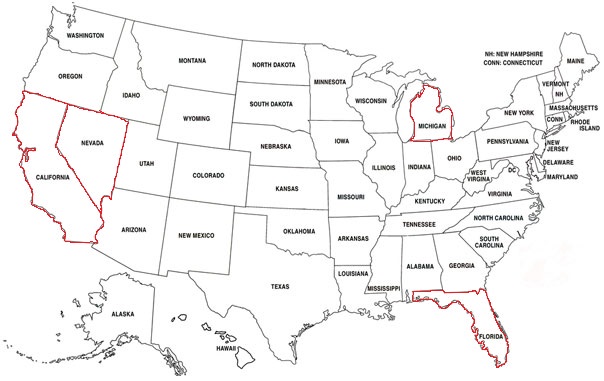 WASHINGTON
OREGON
CALIFORNIA
NEVADA
IDAHO
MONTANA
WYOMING
UTAH
COLORADO
ARIZONA
NEW MEXICO
NORTH DAKOTA
SOUTH DAKOTA
NEBRASKA
KANSAS
OKLAHOMA
TEXAS
MINNESOTA
IOWA
MISSOURI
ARKANSAS
LOUISIANA
WISCONSIN
ILLINOIS
MICHIGAN
INDIANA
OHIO
KENTUCKY
TENNESSEE
MISSISSIPPI
ALABAMA
GEORGIA
FLORIDA
SOUTH
CAROLINA
NORTH CAROLINA
VIRGINIA
WEST
VIRGINIA
DC
MARYLAND
DELAWARE
NEW
JERSEY
PENNSYLVANIA
NEW YORK
CONN
RHODE
ISLAND
MASSACHUSETTS
VERMONT
NH
MAINE
NH: NEW HAMPSHIRE
CONN: CONNECTICUT
ALASKA
HAWAII